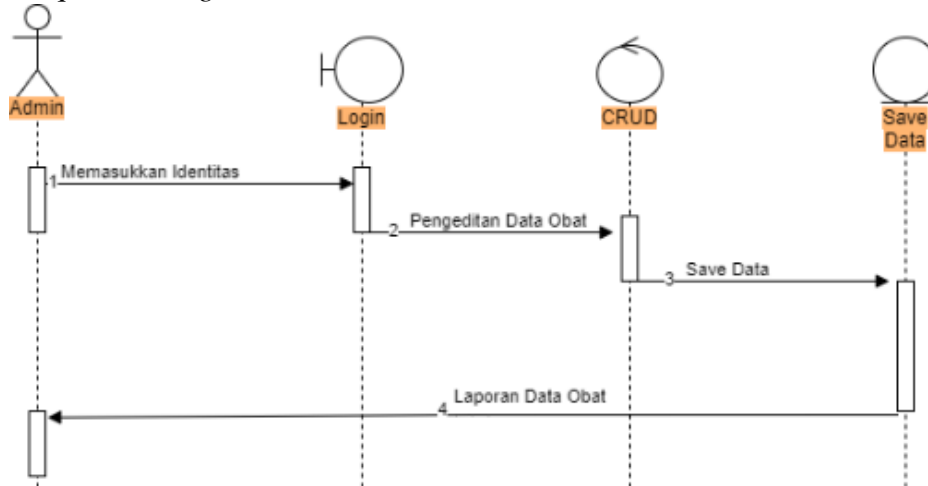 Admin
Login
CRUD
Save
Data
1 Memasukkan Identitas
2 Pengeditan Data Obat
3 Save Data
4 Laporan Data Obat